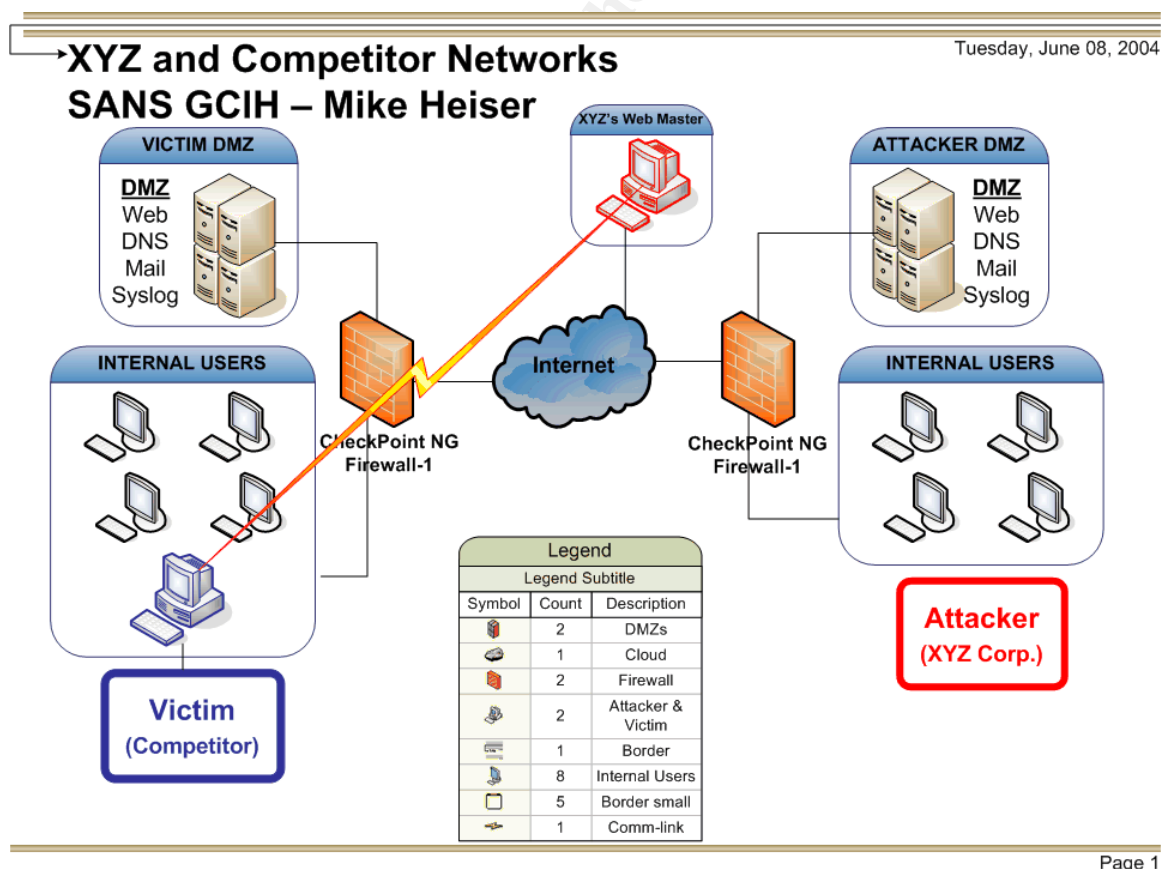 Tuesday, June 08, 2004
XYZ and Competitor Networks
SANS GCIH – Mike Heiser
XYZ's Web Master
VICTIM DMZ
DMZ
Web
DNS
Mail
Syslog
ATTACKER DMZ
DMZ
Web
DNS
Mail
Syslog
INTERNAL USERS
Internet
INTERNAL USERS
CheckPoint NG
Firewall-1
CheckPoint NG
Firewall-1
Victim
(Competitor)
Attacker
(XYZ Corp.)
Legend
Legend Subtitle
Symbol Count Description
2 DMZs
1 Cloud
2 Firewall
2 Attacker &
Victim
1 Border
8 Internal Users
5 Border small
1 Comm-link
Page 1